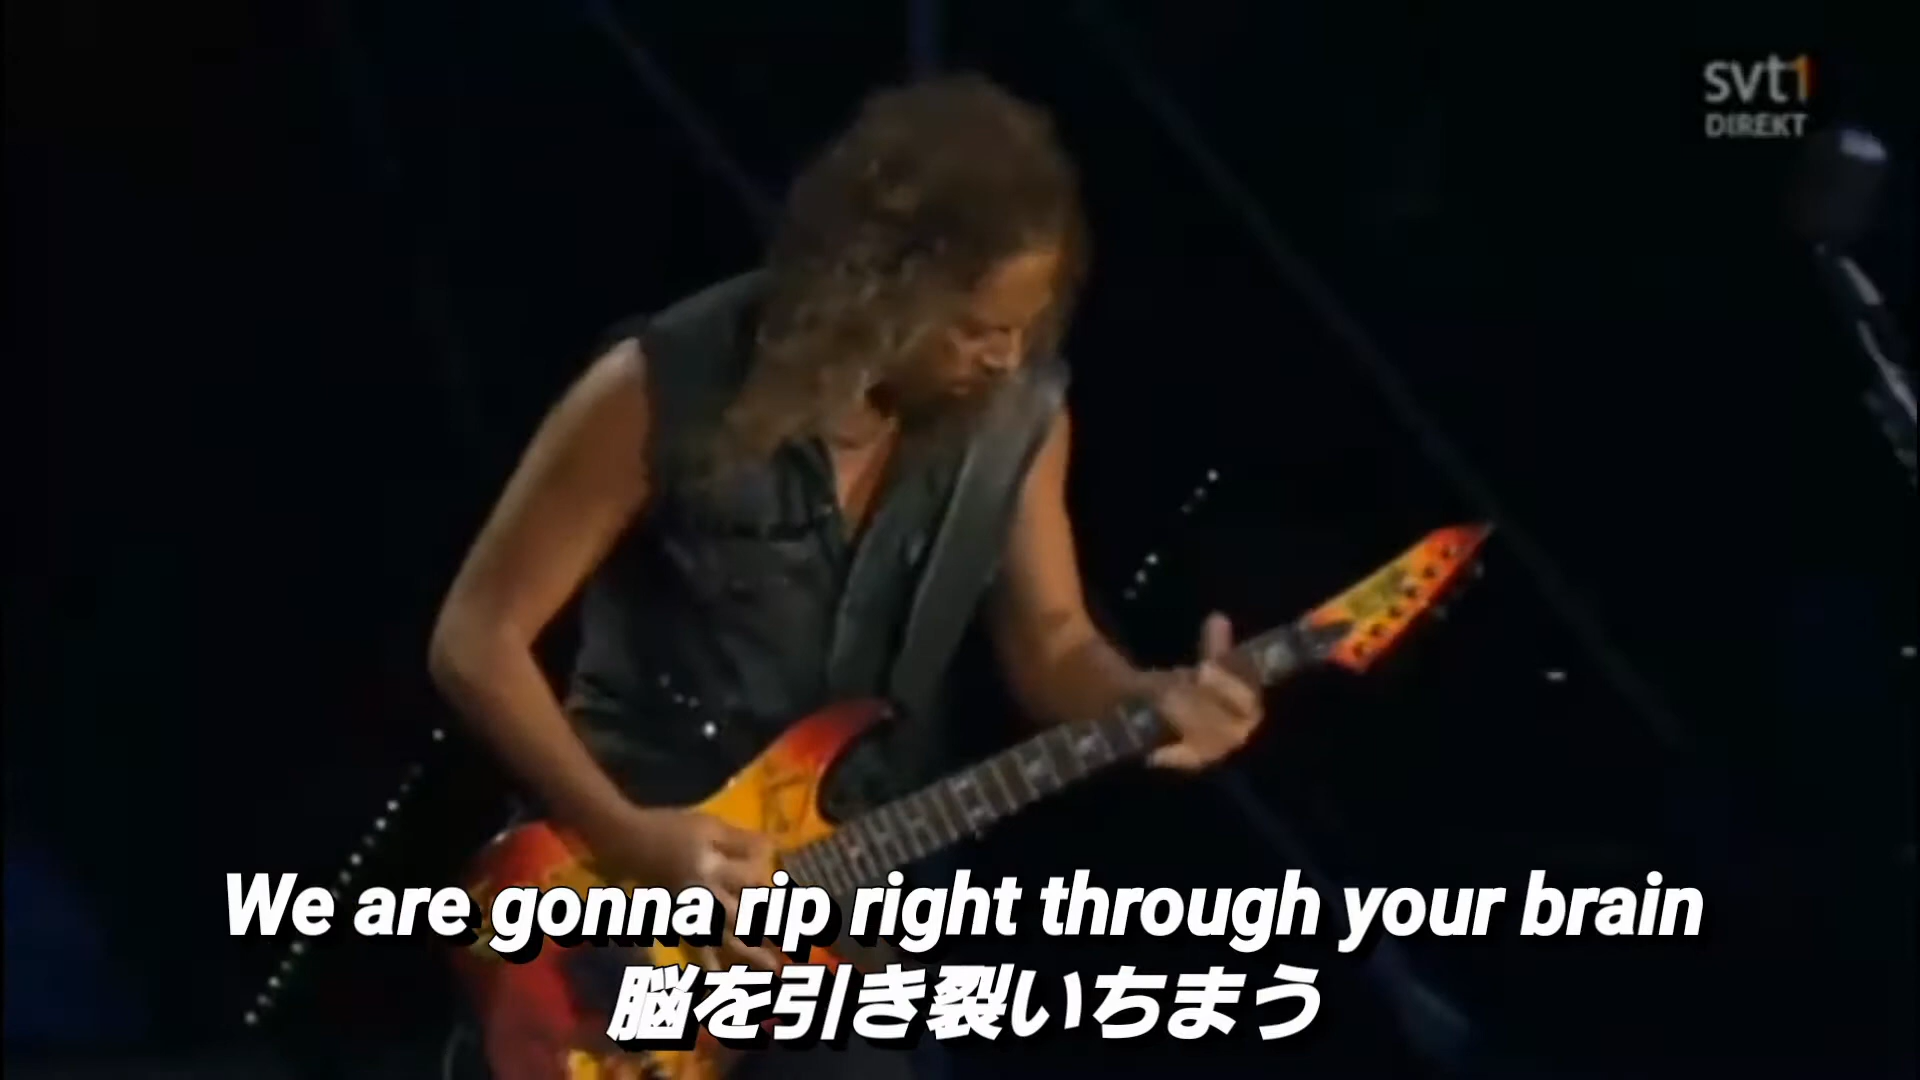 svt1
DIREKT
We are gonna rip right through your brain
脳を引き裂いちまう